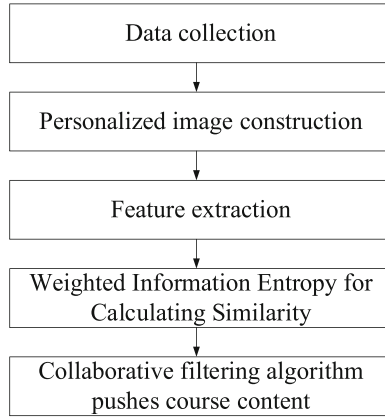 Data collection
Personalized image construction
Feature extraction
Weighted Information Entropy for
Calculating Similarity
Collaborative filtering algorithm
pushes course content